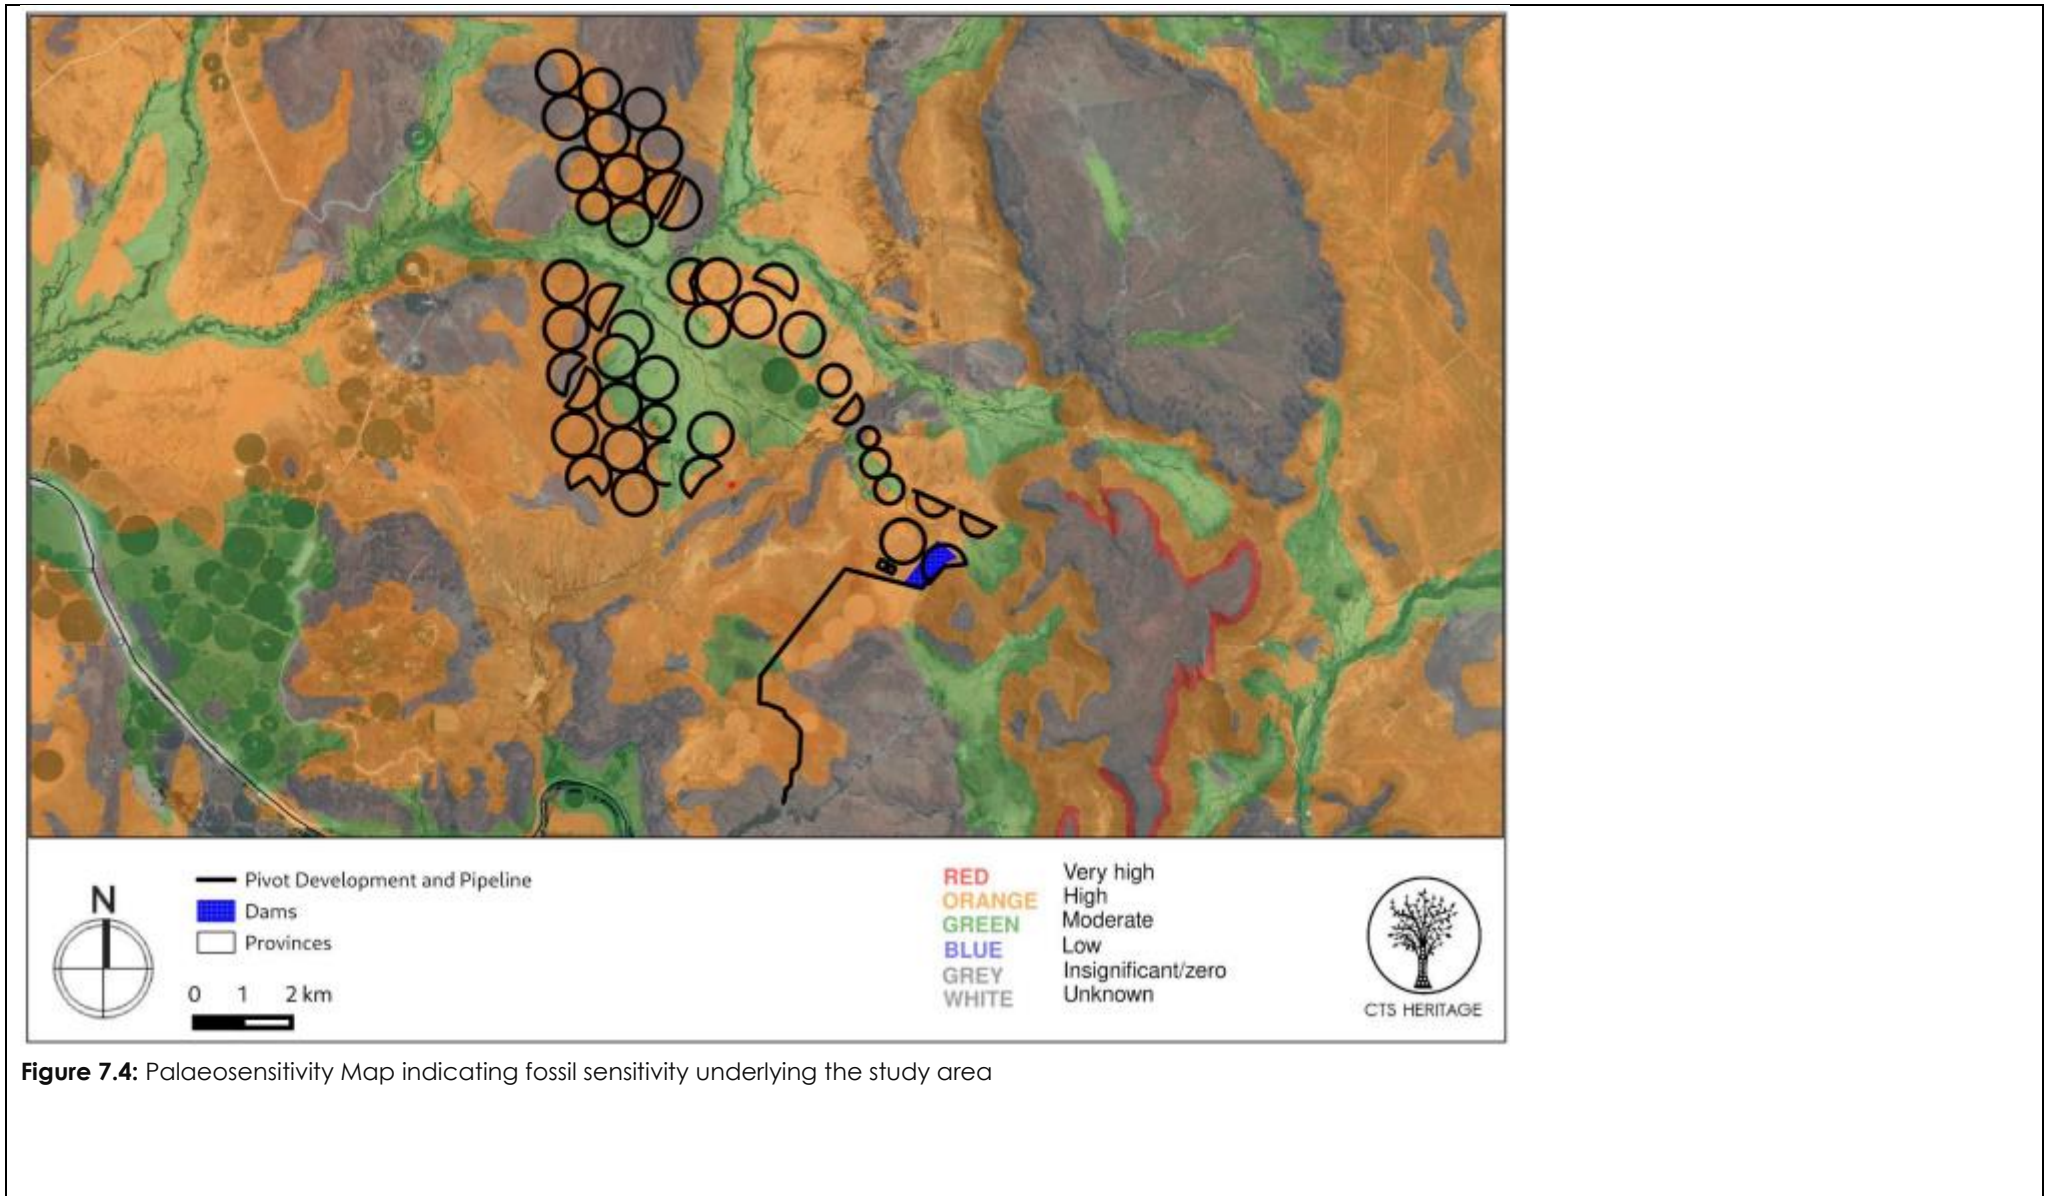 N
Pivot Development and Pipeline
Dams
Provinces
0 1 2 km
RED Very high
ORANGE High
GREEN Moderate
BLUE Low
GREY Insignificant/zero
WHITE Unknown
CTS HERITAGE
Figure 7.4: Palaeosensitivity Map indicating fossil sensitivity underlying the study area